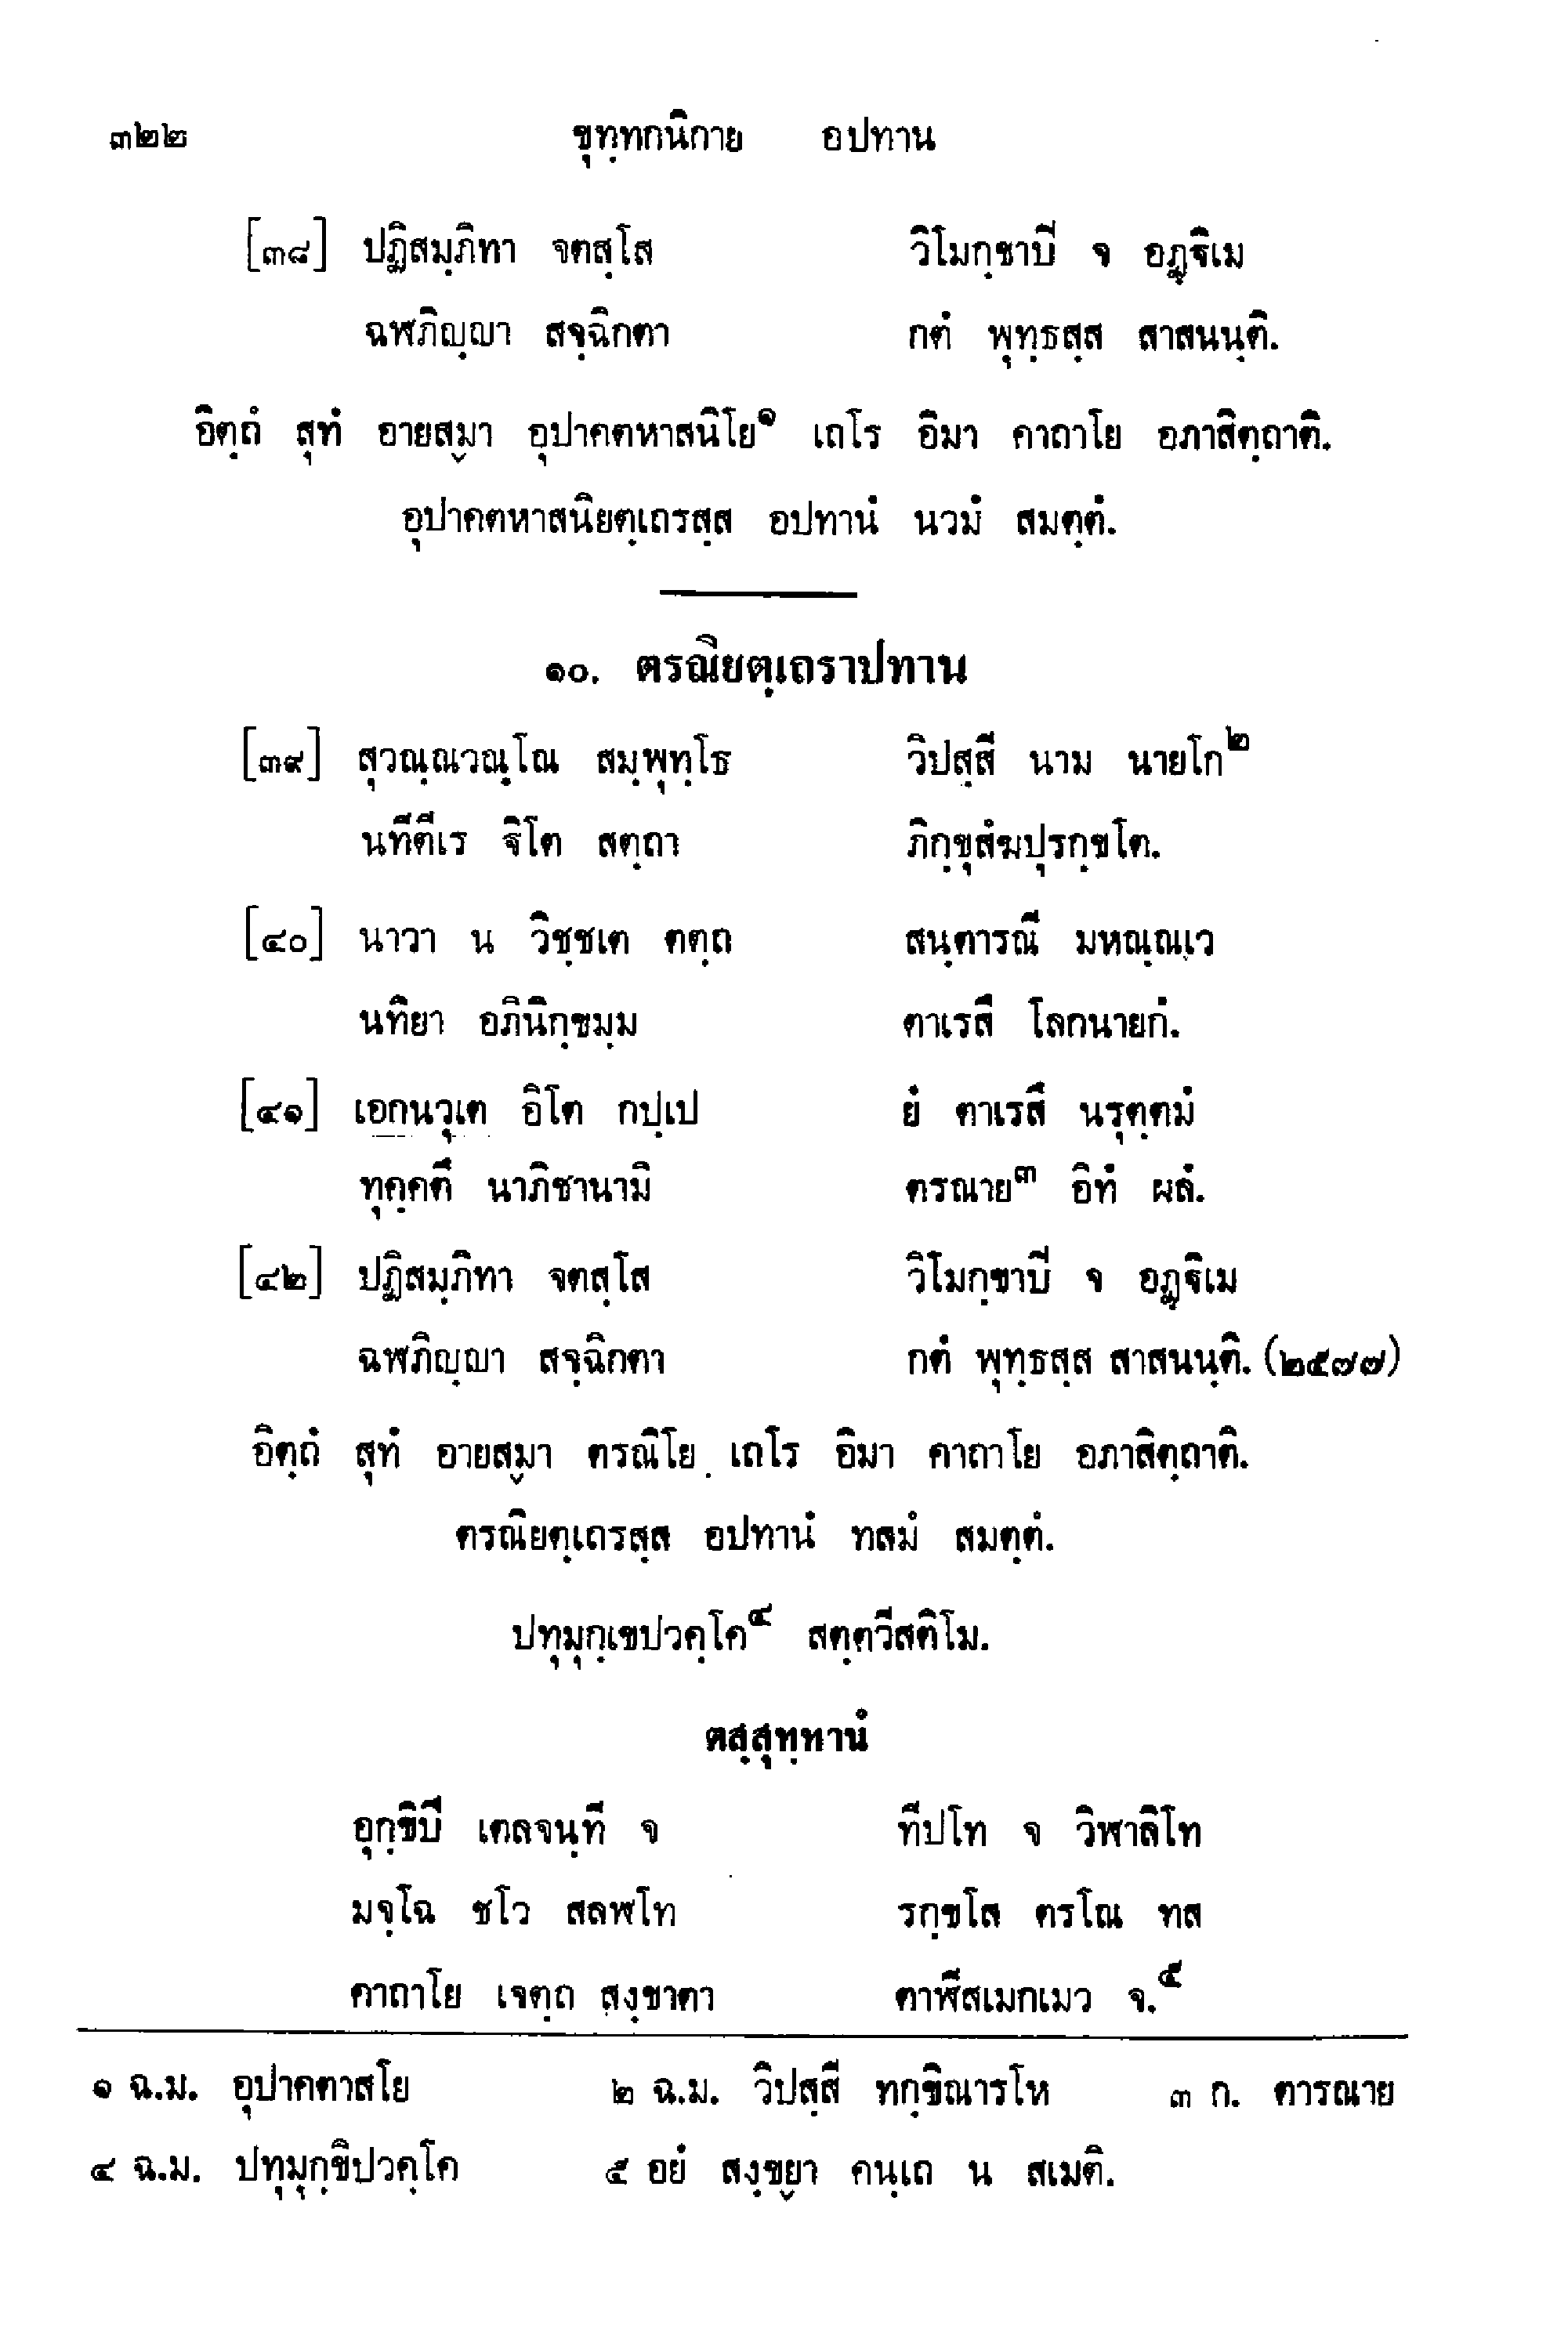 ๓๒๒ ขุทฺทกนิกาย อปทาน
[๓๘] ปฏิสมฺภิทา จตสฺโส วิโมกฺขาปิ จ อฏฺฐิเม
ฉฬภิญฺญา สจฺฉิกตา กตํ พุทฺธสฺส สาสนนฺติ.
อิตฺถํ สุทํ อายสฺมา อุปาคตหาสนิโย๑ เถโร อิมา คาถาโย อภาสิตฺถาติ.
อุปาคตหาสนิยตฺเถรสฺส อปทานํ นวมํ สมตฺตํ.
๑๐. ตรณิยตฺเถราปทาน
[๓๙] สุวณฺณวณฺโณ สมฺพุทฺโธ วิปสฺสี นาม นายโก๒
นทีตีเร ฐิโต สตฺถา ภิกฺขุสํฆปุรกฺขโต.
[๔๐] นาวา น วิชฺชเต ตตฺถ สนฺตารณี มหณฺณเว
นทิยา อภินิกฺขมฺม ตาเรสึ โลกนายกํ.
[๔๑] เอกนวุเต อิโต กปฺเป ยํ ตาเรสึ นรุตฺตมํ
ทุคฺคตึ นาภิชานามิ ตรณาย๓ อิทํ ผลํ.
[๔๒] ปฏิสมฺภิทา จตสฺโส วิโมกฺขาปิ จ อฏฺฐิเม
ฉฬภิญฺญา สจฺฉิกตา กตํ พุทฺธสฺส สาสนนฺติ. (๒๕๗๗)
อิตฺถํ สุทํ อายสฺมา ตรณิโย เถโร อิมา คาถาโย อภาสิตฺถาติ.
ตรณิยตฺเถรสฺส อปทานํ ทสมํ สมตฺตํ.
ปทุมุกฺเขปวคฺโค๔ สตฺตวีสติโม.
ตสฺสุทฺทานํ
อุกฺขิปี เตลจนฺที จ ทีปโท จ วิฬาลิโท
มจฺโฉ ชโว สลฬโท รกฺขโส ตรโณ ทส
คาถาโย เจตฺถ สงฺขาตา ตาฬีสเมกเมว จ.๕
๑ ฉ.ม. อุปาคตาสโย ๒ ฉ.ม. วิปสฺสี ทกฺขิณารโห ๓ ก. ตารณาย
๔ ฉ.ม. ปทุมุกฺขิปวคฺโค ๕ อยํ สงฺขฺยา คนฺเถ น สเมติ.